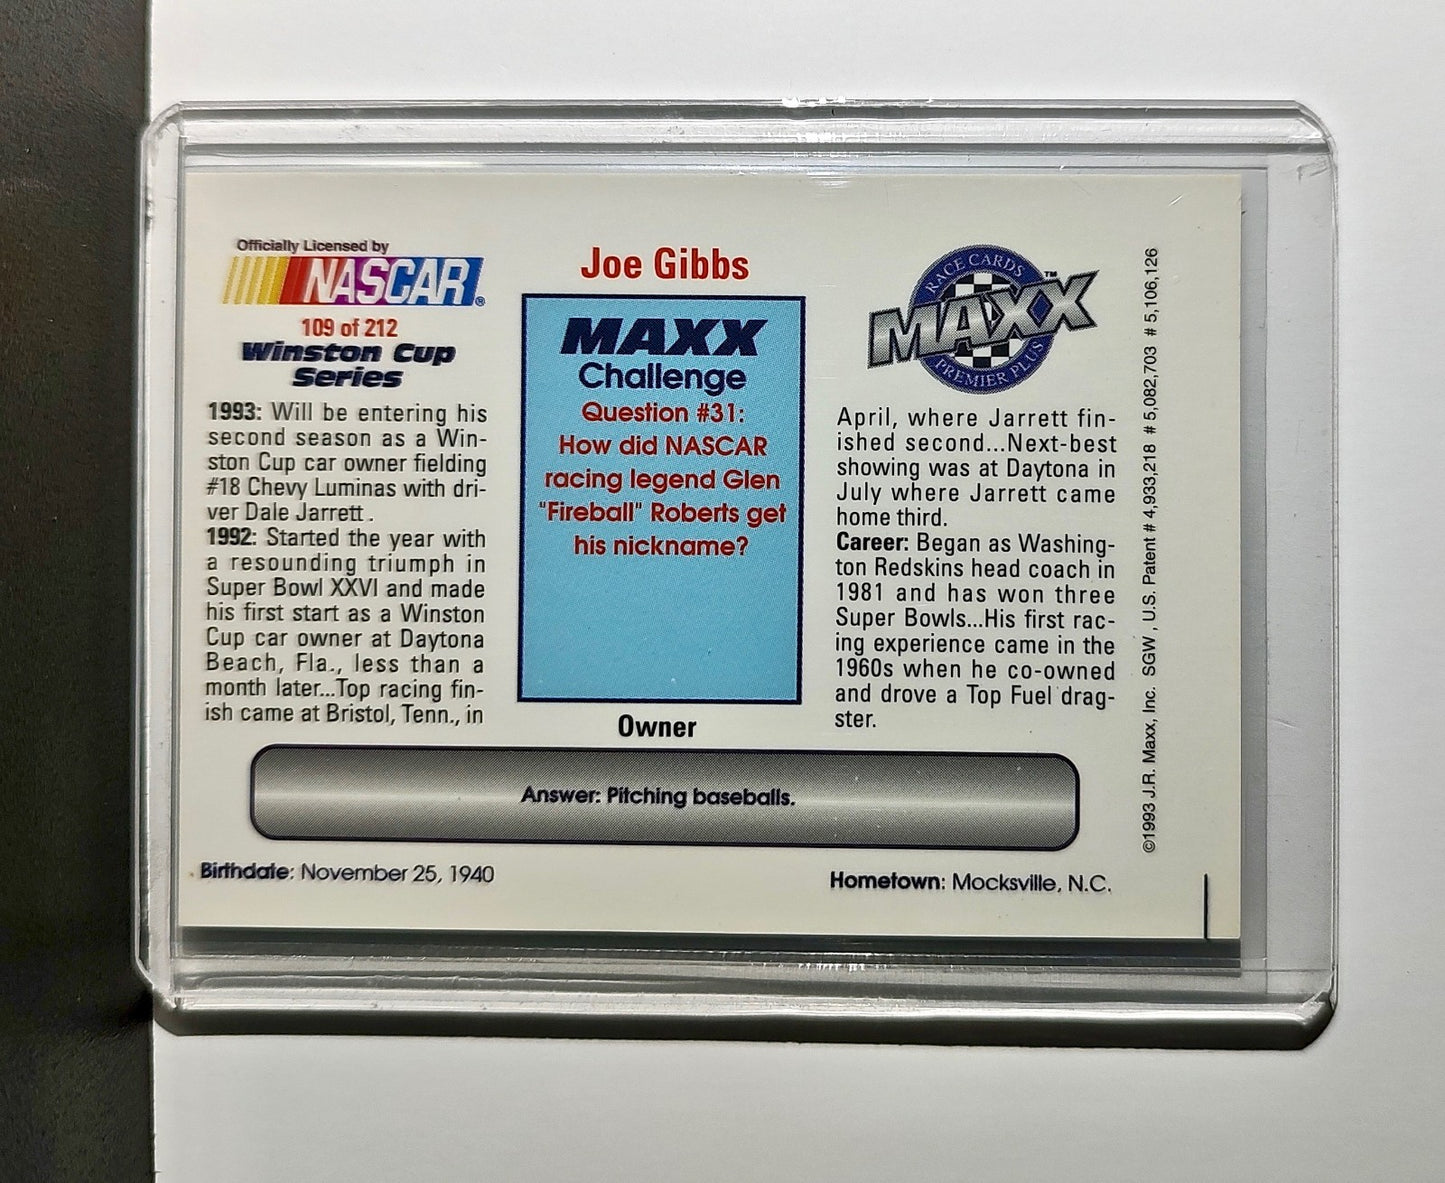 Officially Licensed by
NASCAR®
109 of 212
Winston Cup
Series
1993: Will be entering his
second season as a Win-
ston Cup car owner fielding
#18 Chevy Luminas with dri-
ver Dale Jarrett.
1992: Started the year with
a resounding triumph in
Super Bowl XXVI and made
his first start as a Winston
Cup car owner at Daytona
Beach, Fla., less than a
month later...Top racing fin-
ish came at Bristol, Tenn., in
Joe Gibbs
MAXX
Challenge
Question #31:
How did NASCAR
racing legend Glen
"Fireball" Roberts get
his nickname?
Owner
RACE CARDS
MAXX™
PREMIER PLUS
April, where Jarrett fin-
ished second...Next-best
showing was at Daytona in
July where Jarrett came
home third.
Career: Began as Washing-
ton Redskins head coach in
1981 and has won three
Super Bowls...His first rac-
ing experience came in the
1960s when he co-owned
and drove a Top Fuel drag-
ster.
Answer: Pitching baseballs.
Birthdate: November 25, 1940
Hometown: Mocksville, N.C.
©1993 J.R. Maxx, Inc. SGW, U.S. Patent # 4,933,218 # 5,082,703 # 5,106,126